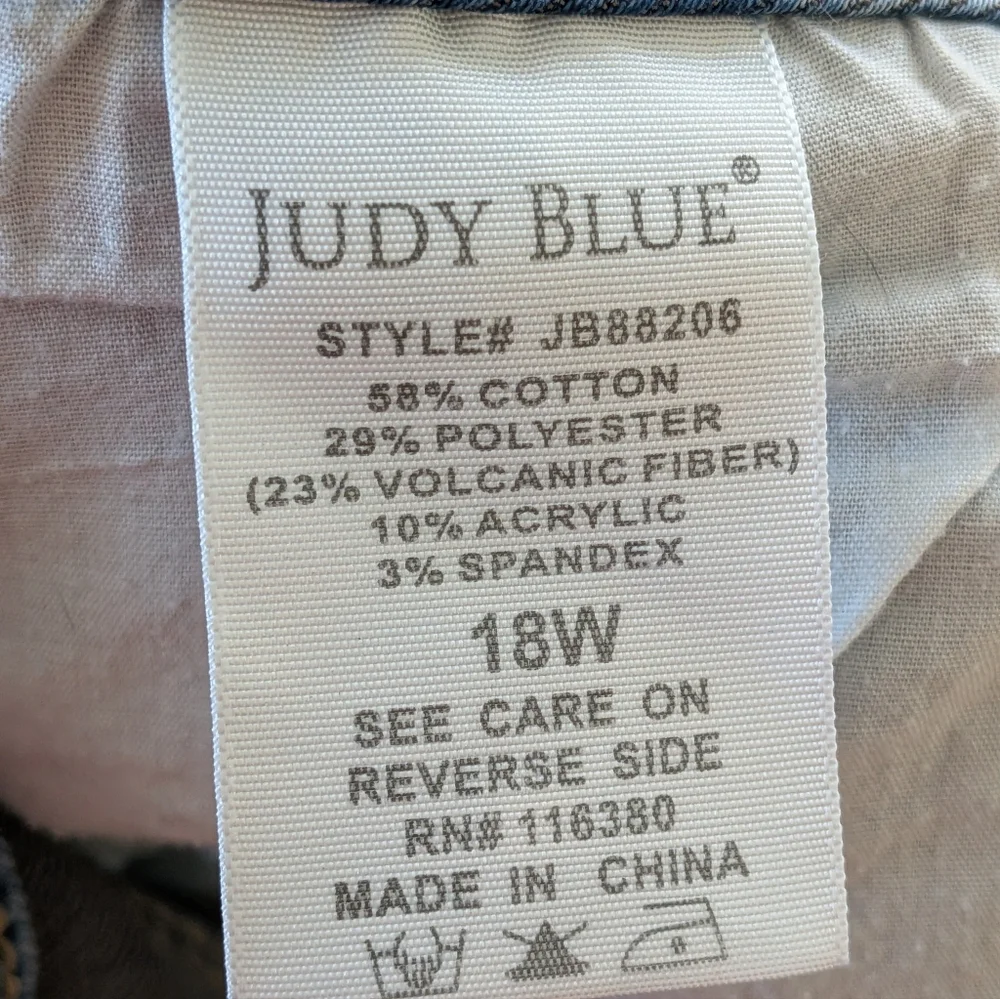 JUDY BLUE®
STYLE# JB88206
58% COTTON
29% POLYESTER
(23% VOLCANIC FIBER)
10% ACRYLIC
3% SPANDEX
18W
SEE CARE ON
REVERSE SIDE
RN# 116380
MADE IN CHINA